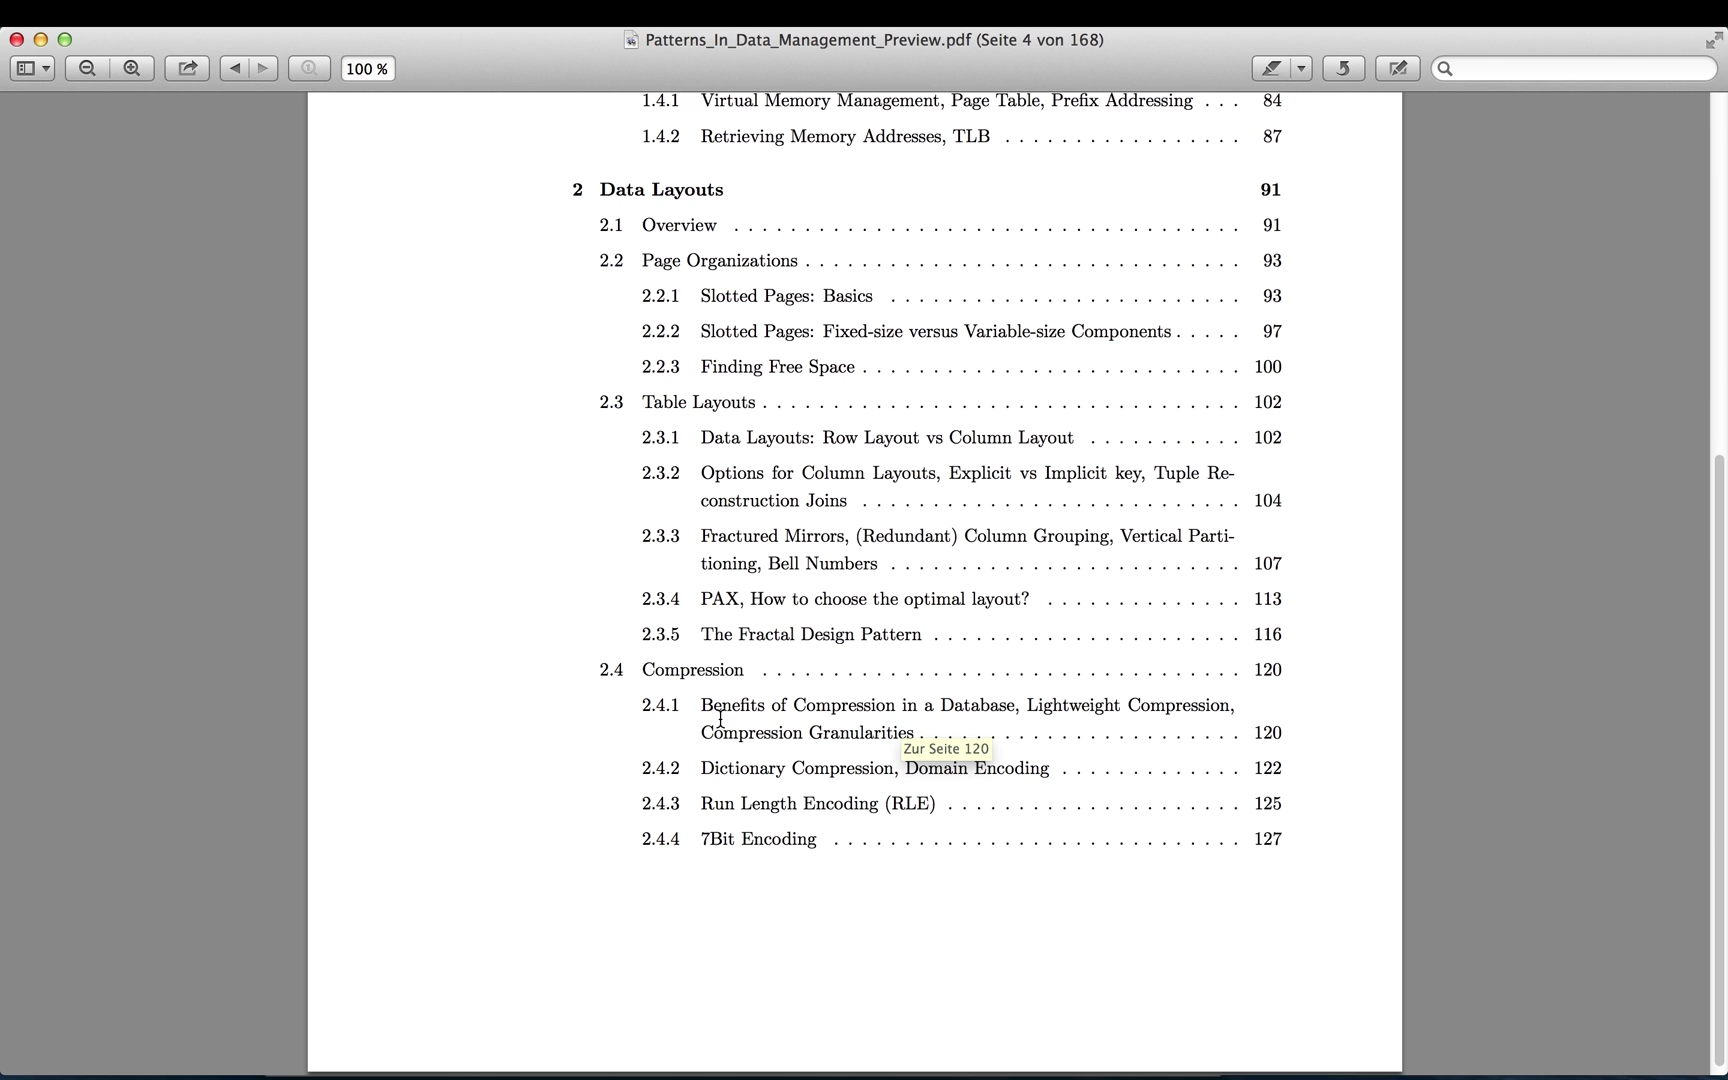 Patterns_In_Data_Management_Preview.pdf (Seite 4 von 168)
100 %
1.4.1 Virtual Memory Management, Page Table, Prefix Addressing . . . 84
1.4.2 Retrieving Memory Addresses, TLB . . . . . . . . . . . . . . . . . 87
2 Data Layouts 91
2.1 Overview . . . . . . . . . . . . . . . . . . . . . . . . . . . . . . . . . . . . 91
2.2 Page Organizations . . . . . . . . . . . . . . . . . . . . . . . . . . . . . . . 93
2.2.1 Slotted Pages: Basics . . . . . . . . . . . . . . . . . . . . . . . . . 93
2.2.2 Slotted Pages: Fixed-size versus Variable-size Components . . . . . 97
2.2.3 Finding Free Space . . . . . . . . . . . . . . . . . . . . . . . . . . . 100
2.3 Table Layouts . . . . . . . . . . . . . . . . . . . . . . . . . . . . . . . . . . 102
2.3.1 Data Layouts: Row Layout vs Column Layout . . . . . . . . . . . 102
2.3.2 Options for Column Layouts, Explicit vs Implicit key, Tuple Re-
construction Joins . . . . . . . . . . . . . . . . . . . . . . . . . . . 104
2.3.3 Fractured Mirrors, (Redundant) Column Grouping, Vertical Parti-
tioning, Bell Numbers . . . . . . . . . . . . . . . . . . . . . . . . . 107
2.3.4 PAX, How to choose the optimal layout? . . . . . . . . . . . . . . 113
2.3.5 The Fractal Design Pattern . . . . . . . . . . . . . . . . . . . . . . 116
2.4 Compression . . . . . . . . . . . . . . . . . . . . . . . . . . . . . . . . . . 120
2.4.1 Benefits of Compression in a Database, Lightweight Compression,
Compression Granularities . . . . . . . . . . . . . . . . . . . . . . . 120
Zur Seite 120
2.4.2 Dictionary Compression, Domain Encoding . . . . . . . . . . . . . 122
2.4.3 Run Length Encoding (RLE) . . . . . . . . . . . . . . . . . . . . . 125
2.4.4 7Bit Encoding . . . . . . . . . . . . . . . . . . . . . . . . . . . . . 127